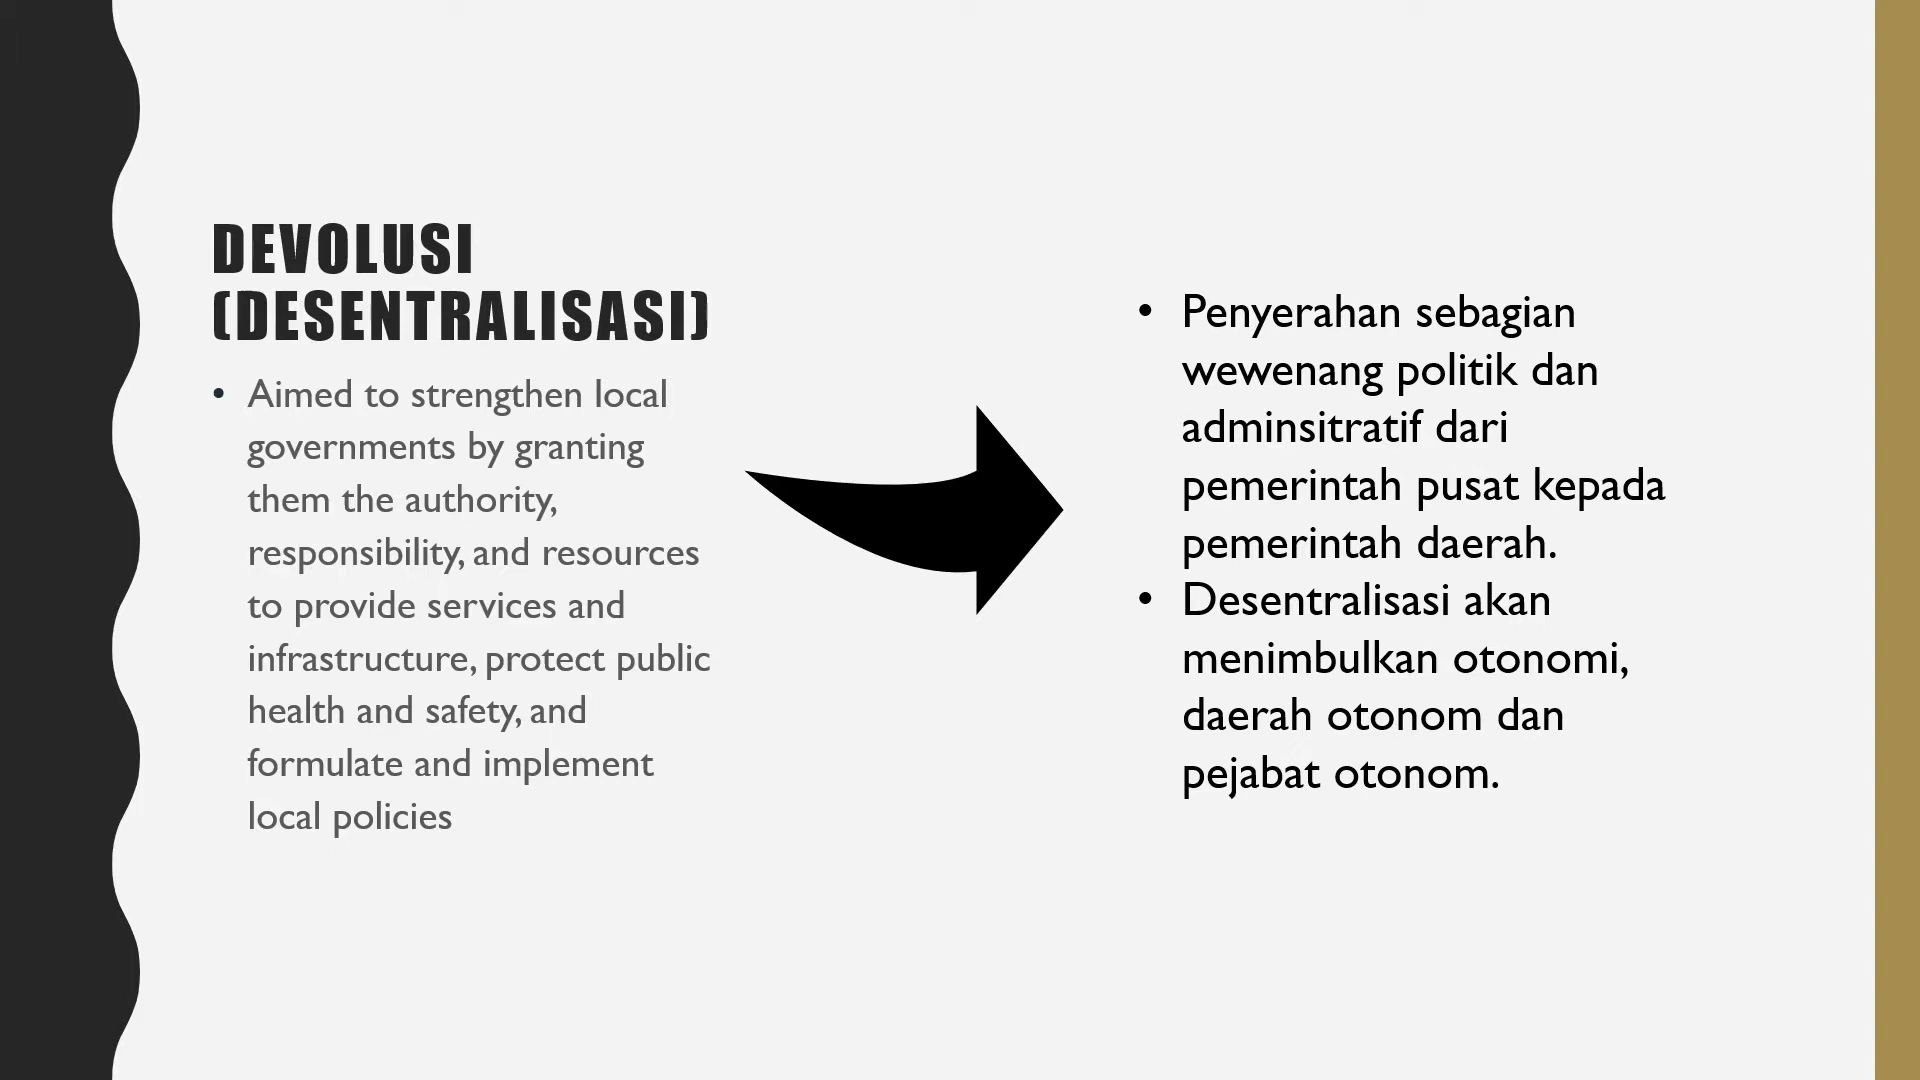 DEVOLUSI
(DESENTRALISASI)
• Aimed to strengthen local
governments by granting
them the authority,
responsibility, and resources
to provide services and
infrastructure, protect public
health and safety, and
formulate and implement
local policies
• Penyerahan sebagian
wewenang politik dan
adminsitratif dari
pemerintah pusat kepada
pemerintah daerah.
• Desentralisasi akan
menimbulkan otonomi,
daerah otonom dan
pejabat otonom.